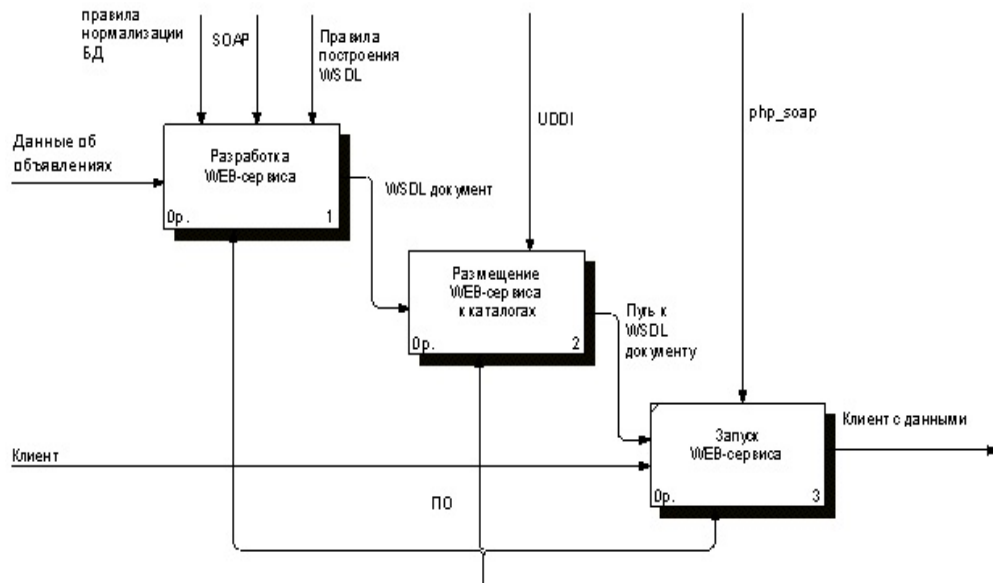 правила
нормализации
БД
SOAP
Правила
построения
WSDL
UDDI
php_soap
Данные об
объявлениях
Разработка
WEB-сервиса
0р.
1
WSDL документ
Размещение
WEB-сервиса
к каталогах
0р.
2
Путь к
WSDL
документу
Клиент
Запуск
WEB-сервиса
0р.
3
Клиент с данными
ПО